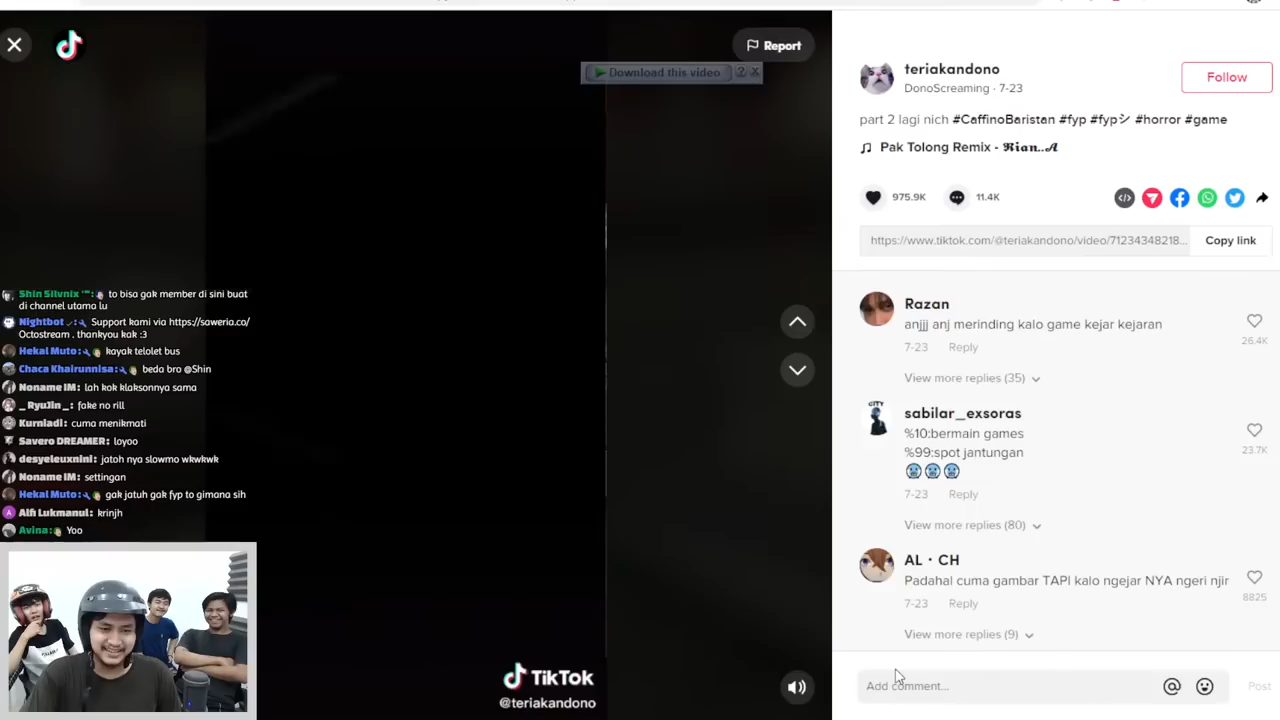 Report
Download this video
?
teriakandono
DonoScreaming · 7-23
Follow
part 2 lagi nich #CaffinoBaristan #fyp #fypシ #horror #game
Pak Tolong Remix - 𝕽𝖎𝖆𝖓..𝓐
975.9K
11.4K
https://www.tiktok.com/@teriakandono/video/71234348218...
Copy link
Shin Silvnix ™:
to bisa gak member di sini buat
di channel utama lu
Nightbot : Support kami via https://saweria.co/
Octostream . thankyou kak :3
Hekal Muto: kayak telolet bus
Chaca Khairunnisa: beda bro @Shin
Noname IM: lah kok klaksonnya sama
_ RyuJin _: fake no rill
Kurniadi: cuma menikmati
Savero DREAMER: loyoo
desyeleuxnini: jatoh nya slowmo wkwkwk
Noname IM: settingan
Hekal Muto: gak jatuh gak fyp to gimana sih
A
Alfi Lukmanul: krinjh
Avina: Yoo
TikTok
@teriakandono
Razan
anjjj anj merinding kalo game kejar kejaran
26.4K
7-23 Reply
View more replies (35)
CITY
sabilar_exsoras
%10:bermain games
%99:spot jantungan
🥶🥶🥶
23.7K
7-23 Reply
View more replies (80)
AL · CH
Padahal cuma gambar TAPI kalo ngejar NYA ngeri njir
8825
7-23 Reply
View more replies (9)
Add comment...
@
Post